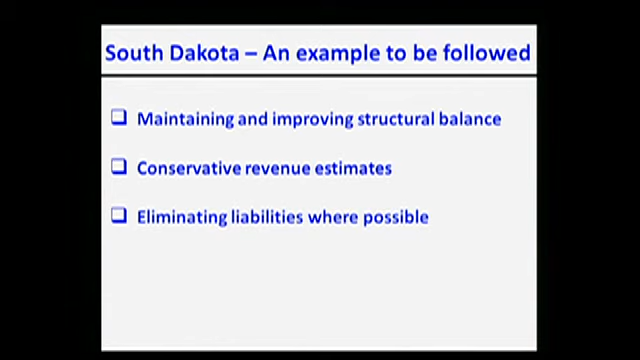 South Dakota – An example to be followed
Maintaining and improving structural balance
Conservative revenue estimates
Eliminating liabilities where possible